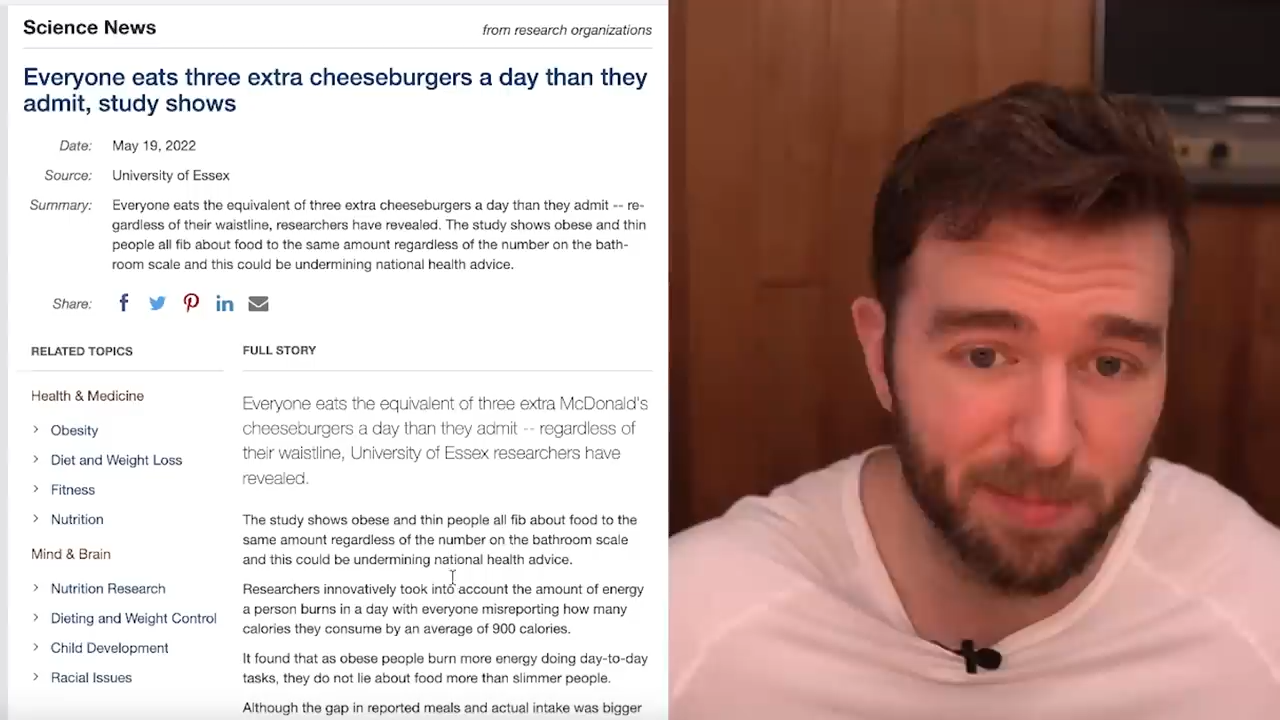 Science News
from research organizations
Everyone eats three extra cheeseburgers a day than they
admit, study shows
Date: May 19, 2022
Source: University of Essex
Summary: Everyone eats the equivalent of three extra cheeseburgers a day than they admit -- re-
gardless of their waistline, researchers have revealed. The study shows obese and thin
people all fib about food to the same amount regardless of the number on the bath-
room scale and this could be undermining national health advice.
Share:
RELATED TOPICS
Health & Medicine
Obesity
Diet and Weight Loss
Fitness
Nutrition
Mind & Brain
Nutrition Research
Dieting and Weight Control
Child Development
Racial Issues
FULL STORY
Everyone eats the equivalent of three extra McDonald's
cheeseburgers a day than they admit -- regardless of
their waistline, University of Essex researchers have
revealed.
The study shows obese and thin people all fib about food to the
same amount regardless of the number on the bathroom scale
and this could be undermining national health advice.
Researchers innovatively took into account the amount of energy
a person burns in a day with everyone misreporting how many
calories they consume by an average of 900 calories.
It found that as obese people burn more energy doing day-to-day
tasks, they do not lie about food more than slimmer people.
Although the gap in reported meals and actual intake was bigger